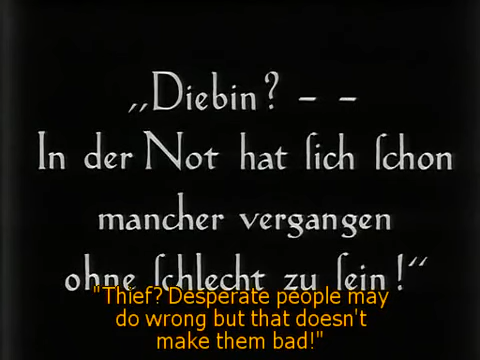 „Diebin? – –
In der Not hat sich schon
mancher vergangen
ohne schlecht zu sein!“
"Thief? Desperate people may
do wrong but that doesn't
make them bad!"